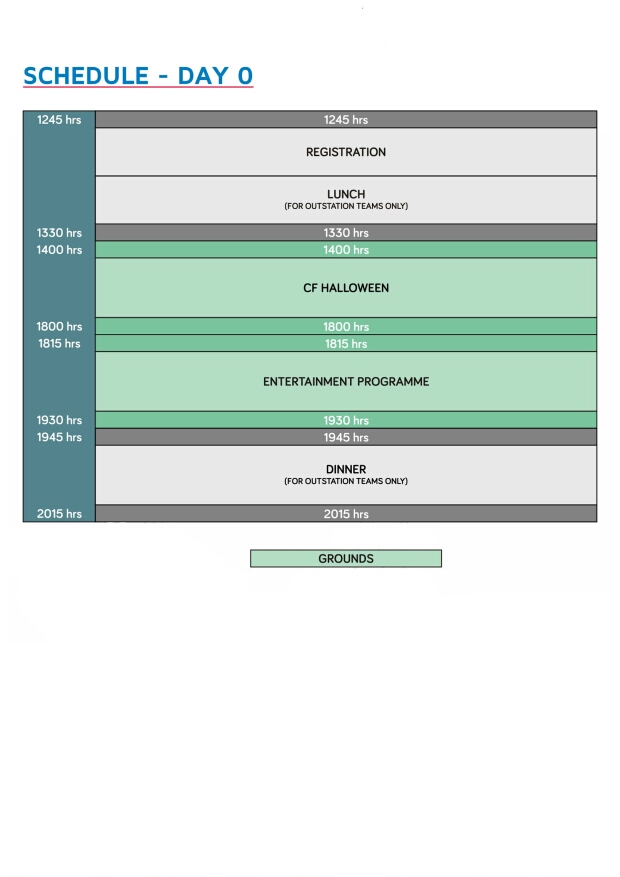 SCHEDULE - DAY 0
1245 hrs 1245 hrs
REGISTRATION
LUNCH
(FOR OUTSTATION TEAMS ONLY)
1330 hrs 1330 hrs
1400 hrs 1400 hrs
CF HALLOWEEN
1800 hrs 1800 hrs
1815 hrs 1815 hrs
ENTERTAINMENT PROGRAMME
1930 hrs 1930 hrs
1945 hrs 1945 hrs
DINNER
(FOR OUTSTATION TEAMS ONLY)
2015 hrs 2015 hrs
GROUNDS